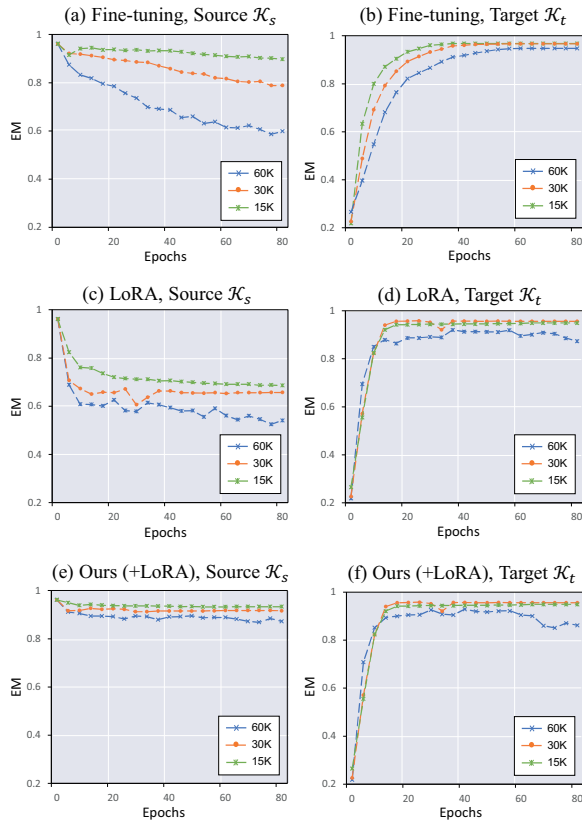 (a) Fine-tuning, Source 𝒦ₛ
1
0.8
EM
0.6
0.4
0.2
60K
30K
15K
0 20 40 60 80
Epochs
(b) Fine-tuning, Target 𝒦ₜ
1
0.8
0.6
0.4
0.2
60K
30K
15K
0 20 40 60 80
Epochs
(c) LoRA, Source 𝒦ₛ
1
0.8
EM
0.6
0.4
0.2
60K
30K
15K
0 20 40 60 80
Epochs
(d) LoRA, Target 𝒦ₜ
1
0.8
0.6
0.4
0.2
60K
30K
15K
0 20 40 60 80
Epochs
(e) Ours (+LoRA), Source 𝒦ₛ
1
0.8
EM
0.6
0.4
0.2
60K
30K
15K
0 20 40 60 80
Epochs
(f) Ours (+LoRA), Target 𝒦ₜ
1
0.8
0.6
0.4
0.2
60K
30K
15K
0 20 40 60 80
Epochs